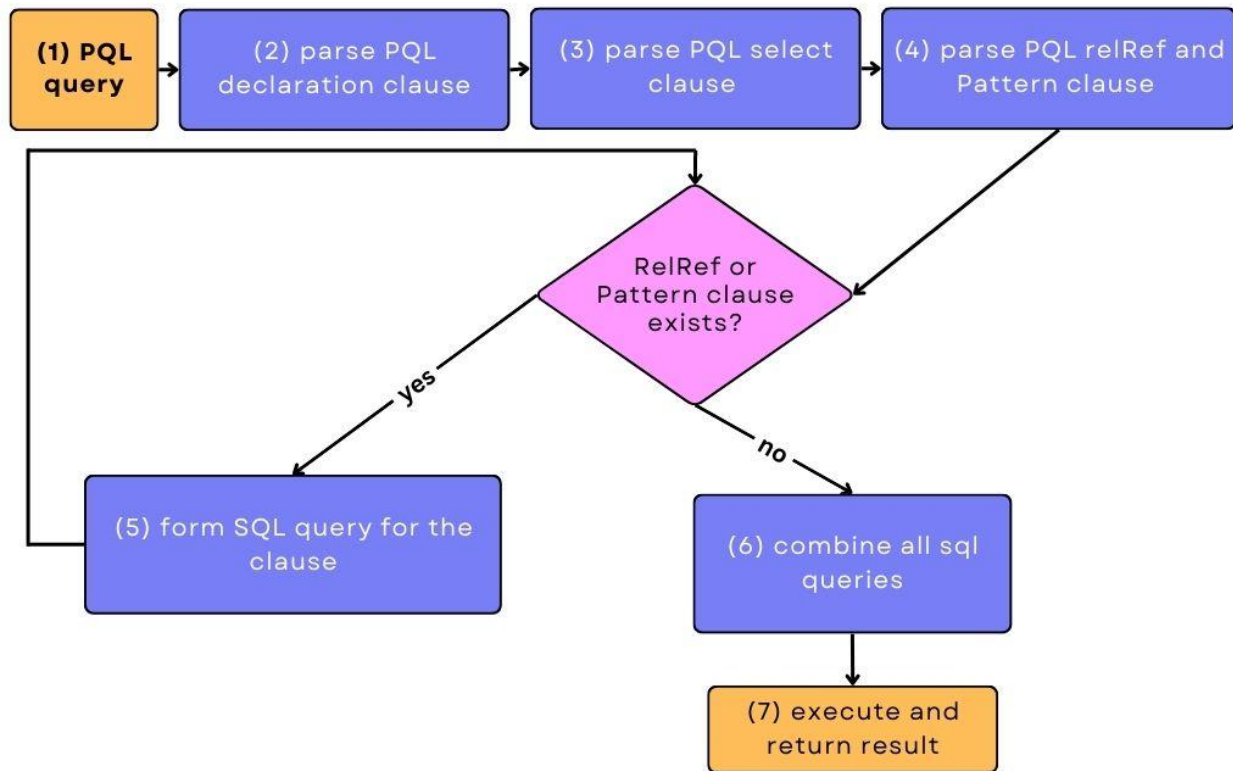 (1) PQL
query
(2) parse PQL
declaration clause
(3) parse PQL select
clause
(4) parse PQL relRef and
Pattern clause
RelRef or
Pattern clause
exists?
yes
no
(5) form SQL query for the
clause
(6) combine all sql
queries
(7) execute and
return result